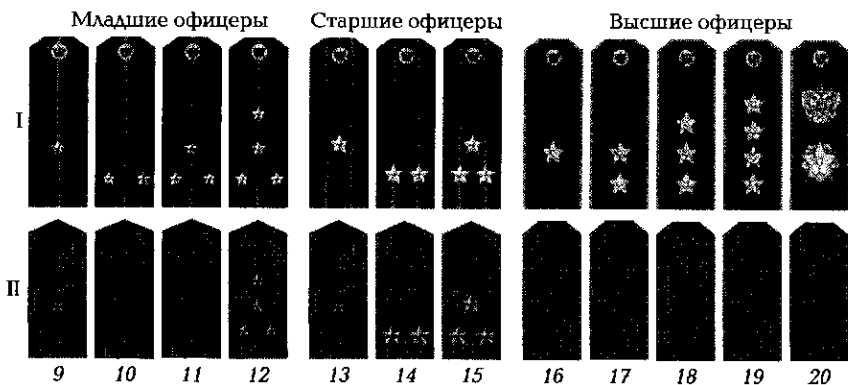 Младшие офицеры Старшие офицеры Высшие офицеры
I
II
9 10 11 12 13 14 15 16 17 18 19 20